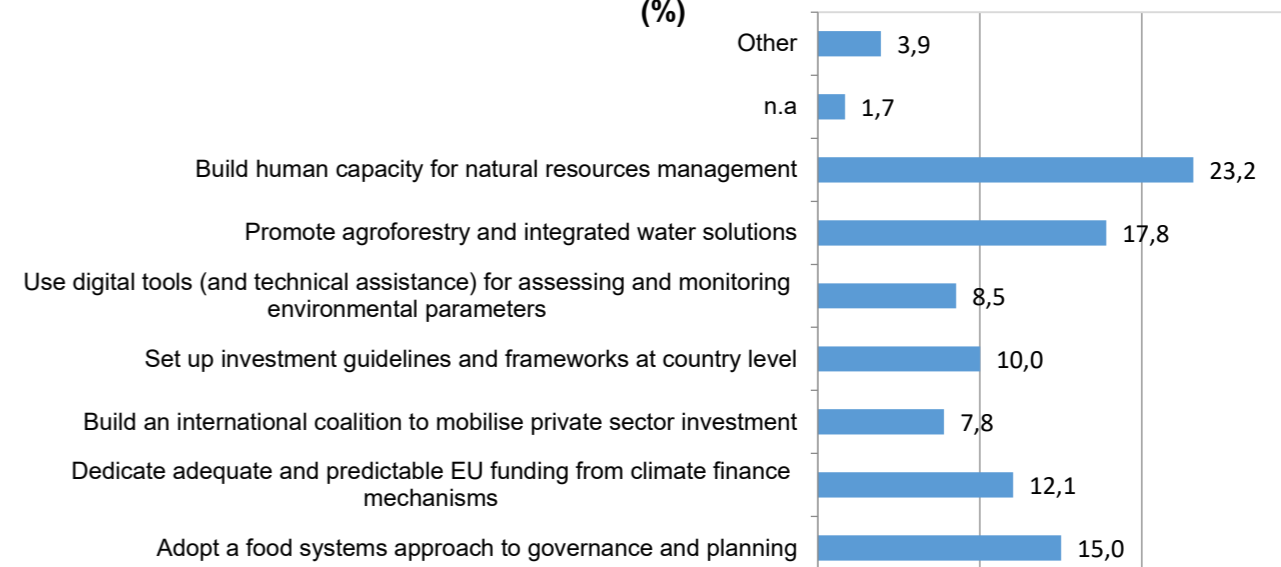 (%)
Other 3,9
n.a 1,7
Build human capacity for natural resources management 23,2
Promote agroforestry and integrated water solutions 17,8
Use digital tools (and technical assistance) for assessing and monitoring
environmental parameters 8,5
Set up investment guidelines and frameworks at country level 10,0
Build an international coalition to mobilise private sector investment 7,8
Dedicate adequate and predictable EU funding from climate finance
mechanisms 12,1
Adopt a food systems approach to governance and planning 15,0